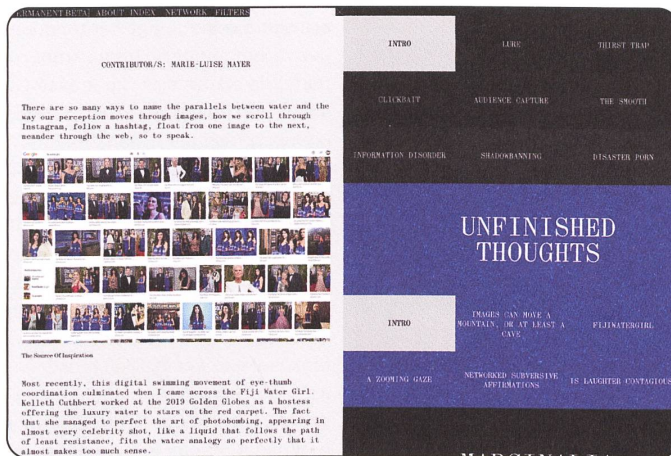 PERMANENT BETA ABOUT INDEX NETWORK FILTERS
CONTRIBUTOR/S: MARIE-LUISE MAYER
There are so many ways to name the parallels between water and the
way our perception moves through images, how we scroll through
Instagram, follow a hashtag, float from one image to the next,
meander through the web, so to speak.
The Source Of Inspiration
Most recently, this digital swimming movement of eye-thumb
coordination culminated when I came across the Fiji Water Girl.
Kelleth Cuthbert worked at the 2019 Golden Globes as a hostess
offering the luxury water to stars on the red carpet. The fact
that she managed to perfect the art of photobombing, appearing in
almost every celebrity shot, like a liquid that follows the path
of least resistance, fits the water analogy so perfectly that it
almost makes too much sense.
INTRO
LURE
THIRST TRAP
CLICKBAIT
AUDIENCE CAPTURE
THE SMOOTH
INFORMATION DISORDER
SHADOWBANNING
DISASTER PORN
UNFINISHED
THOUGHTS
INTRO
IMAGES CAN MOVE A
MOUNTAIN, OR AT LEAST A
CAVE
FIJIWATERGIRL
A ZOOMING GAZE
NETWORKED SUBVERSIVE
AFFIRMATIONS
IS LAUGHTER CONTAGIOUS